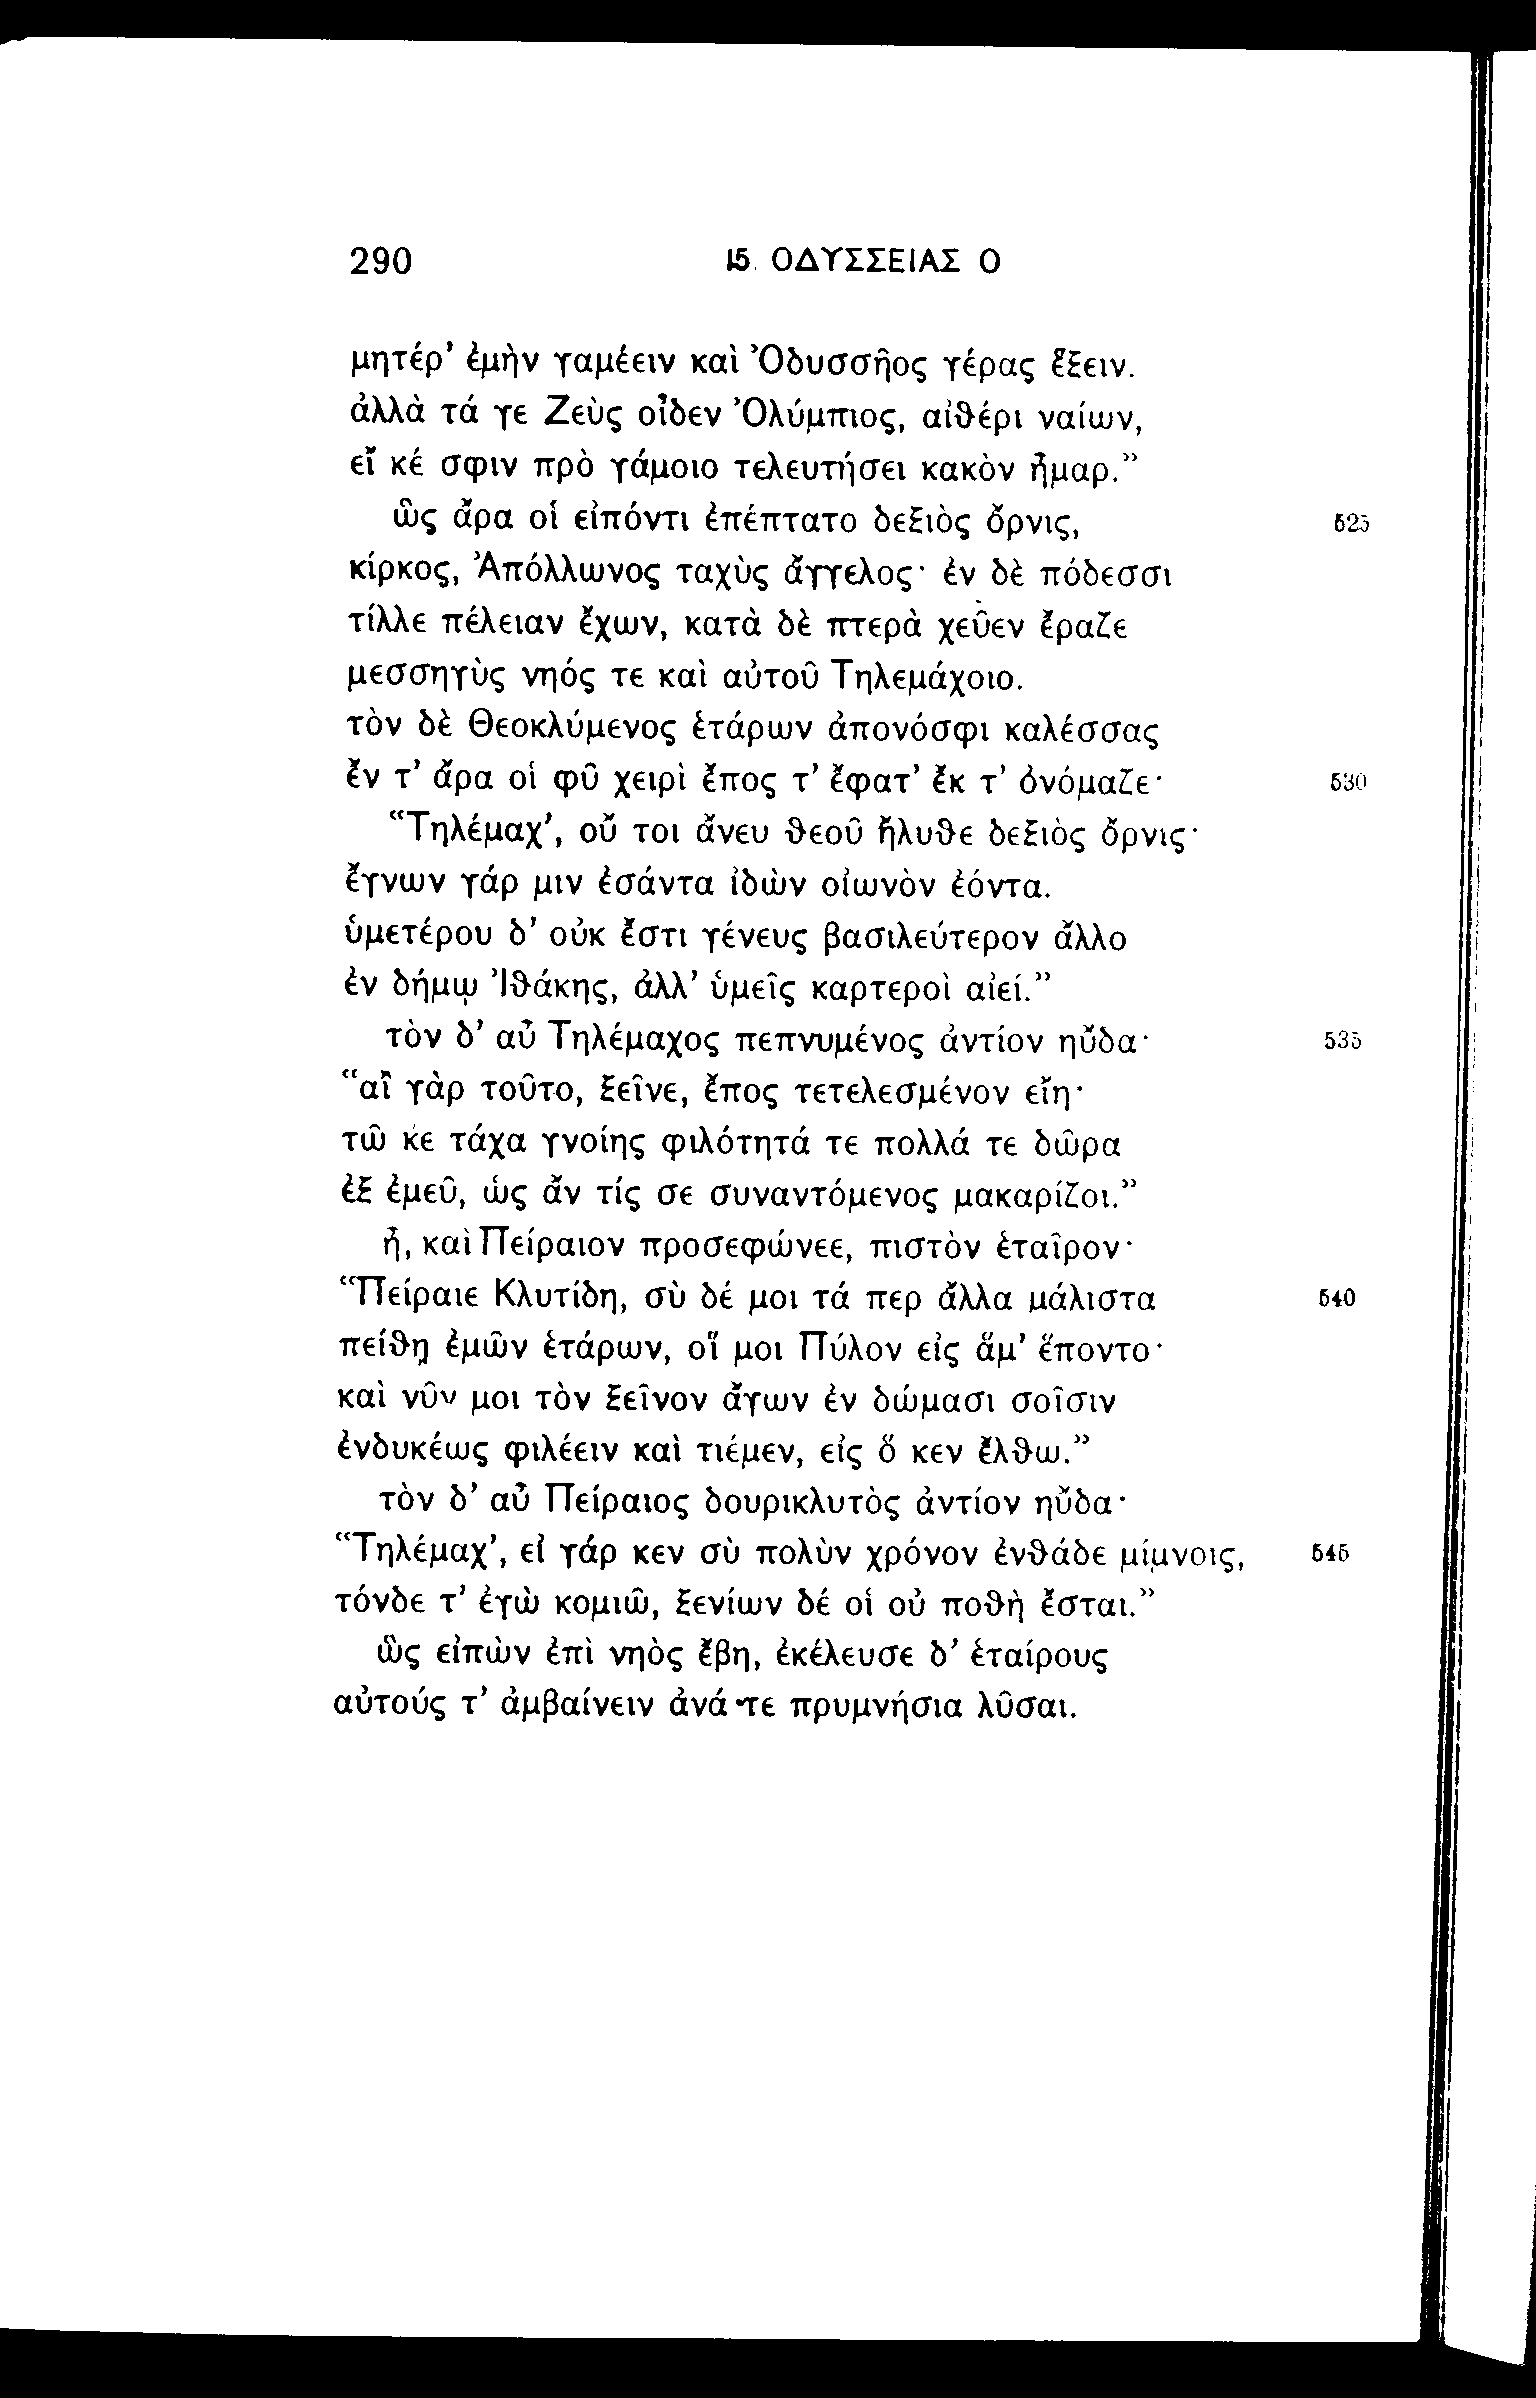 290 15. ΟΔΥΣΣΕΙΑΣ Ο
μητέρ’ ἐμὴν γαμέειν καὶ Ὀδυσσῆος γέρας ἕξειν.
ἀλλὰ τά γε Ζεὺς οἶδεν Ὀλύμπιος, αἰθέρι ναίων,
εἴ κέ σφιν πρὸ γάμοιο τελευτήσει κακὸν ἦμαρ.”
ὣς ἄρα οἱ εἰπόντι ἐπέπτατο δεξιὸς ὄρνις, 525
κίρκος, Ἀπόλλωνος ταχὺς ἄγγελος· ἐν δὲ πόδεσσι
τίλλε πέλειαν ἔχων, κατὰ δὲ πτερὰ χεῦεν ἔραζε
μεσσηγὺς νηός τε καὶ αὐτοῦ Τηλεμάχοιο.
τὸν δὲ Θεοκλύμενος ἑτάρων ἀπονόσφι καλέσσας
ἔν τ’ ἄρα οἱ φῦ χειρὶ ἔπος τ’ ἔφατ’ ἔκ τ’ ὀνόμαζε· 530
“Τηλέμαχ’, οὔ τοι ἄνευ θεοῦ ἤλυθε δεξιὸς ὄρνις·
ἔγνων γάρ μιν ἐσάντα ἰδὼν οἰωνὸν ἐόντα.
ὑμετέρου δ’ οὐκ ἔστι γένευς βασιλεύτερον ἄλλο
ἐν δήμῳ Ἰθάκης, ἀλλ’ ὑμεῖς καρτεροὶ αἰεί.”
τὸν δ’ αὖ Τηλέμαχος πεπνυμένος ἀντίον ηὔδα· 535
“αἲ γὰρ τοῦτο, ξεῖνε, ἔπος τετελεσμένον εἴη·
τῶ κε τάχα γνοίης φιλότητά τε πολλά τε δῶρα
ἐξ ἐμεῦ, ὡς ἄν τίς σε συναντόμενος μακαρίζοι.”
ἦ, καὶ Πείραιον προσεφώνεε, πιστὸν ἑταῖρον·
“Πείραιε Κλυτίδη, σὺ δέ μοι τά περ ἄλλα μάλιστα 540
πείθῃ ἐμῶν ἑτάρων, οἵ μοι Πύλον εἰς ἅμ’ ἕποντο·
καὶ νῦν μοι τὸν ξεῖνον ἄγων ἐν δώμασι σοῖσιν
ἐνδυκέως φιλέειν καὶ τιέμεν, εἰς ὅ κεν ἔλθω.”
τὸν δ’ αὖ Πείραιος δουρικλυτὸς ἀντίον ηὔδα·
“Τηλέμαχ’, εἰ γάρ κεν σὺ πολὺν χρόνον ἐνθάδε μίμνοις, 545
τόνδε τ’ ἐγὼ κομιῶ, ξενίων δέ οἱ οὐ ποθὴ ἔσται.”
ὣς εἰπὼν ἐπὶ νηὸς ἔβη, ἐκέλευσε δ’ ἑταίρους
αὐτούς τ’ ἀμβαίνειν ἀνά τε πρυμνήσια λῦσαι.